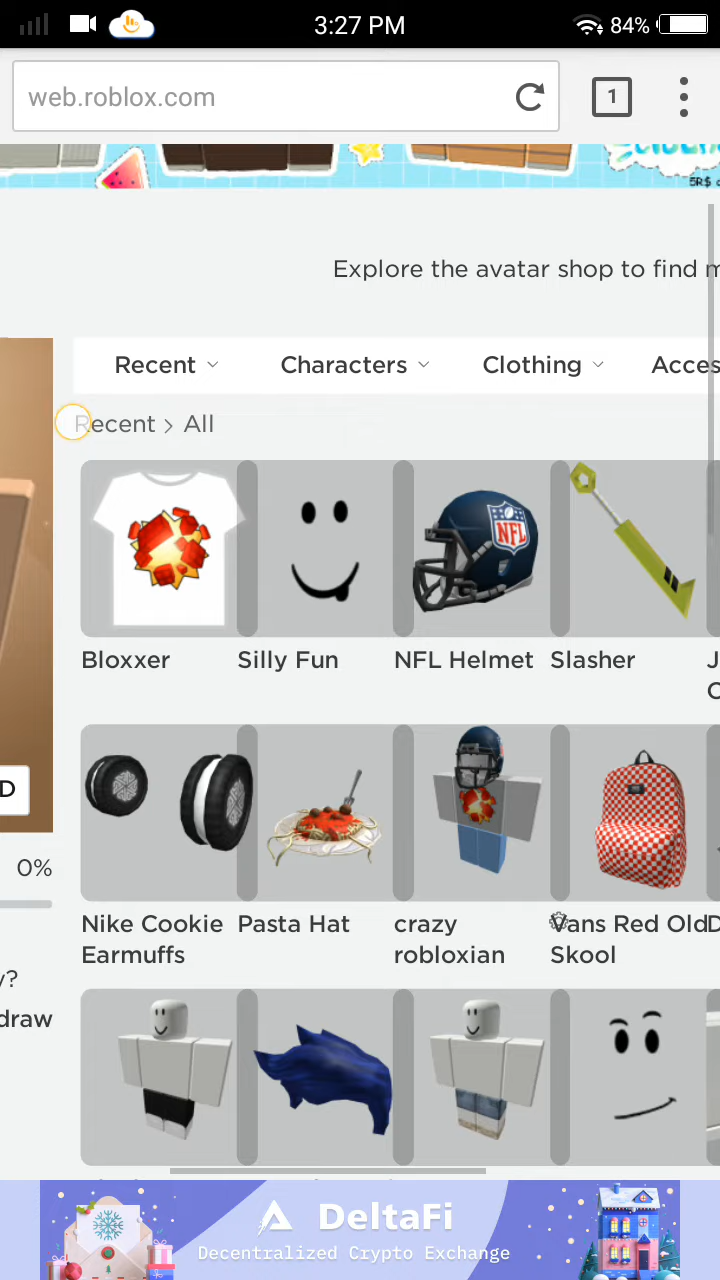 3:27 PM
84%
web.roblox.com
1
5R$
Explore the avatar shop to find m
Recent
Characters
Clothing
Acces
Recent > All
NFL
Bloxxer
Silly Fun
NFL Helmet
Slasher
J
C
D
0%
Nike Cookie
Earmuffs
Pasta Hat
crazy
robloxian
Vans Red Old
Skool
D
y?
draw
DeltaFi
Decentralized Crypto Exchange